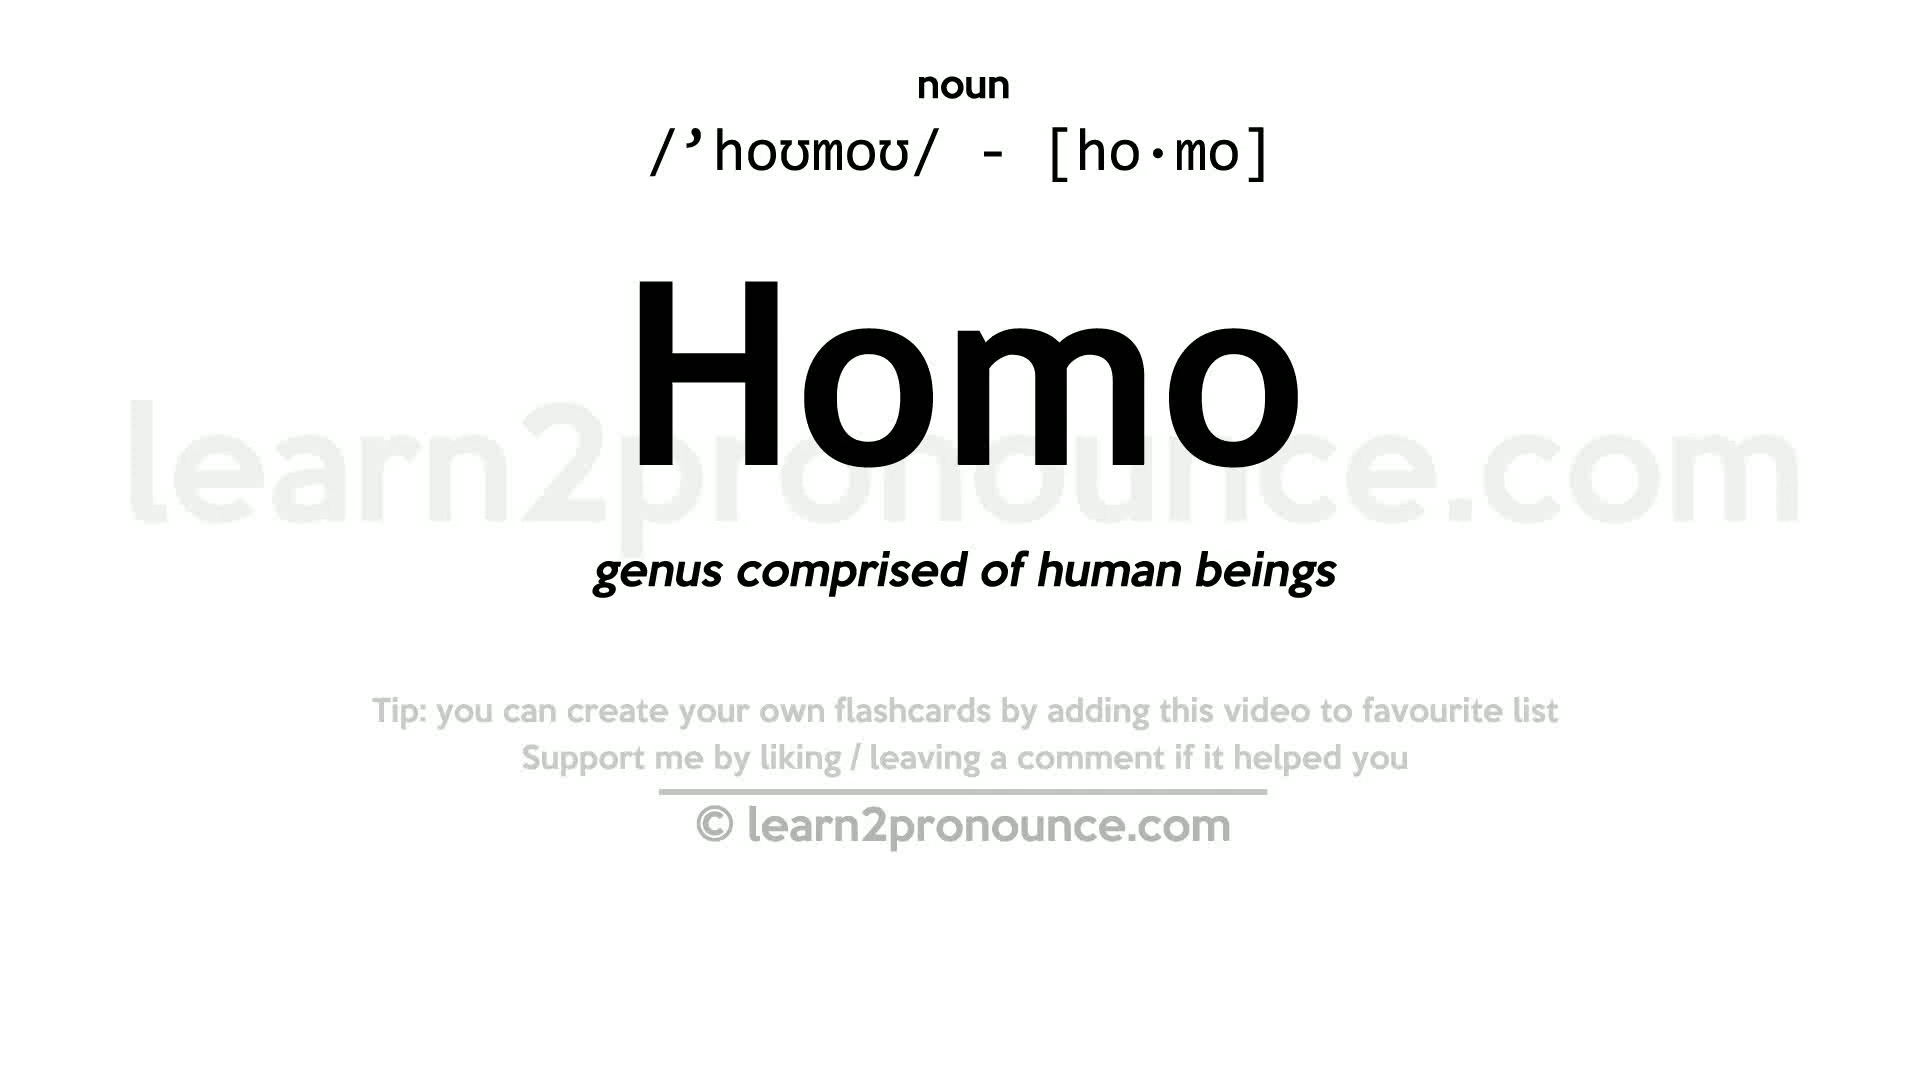 noun
/’hoʊmoʊ/ - [ho·mo]
Homo
learn2pronounce.com
genus comprised of human beings
Tip: you can create your own flashcards by adding this video to favourite list
Support me by liking / leaving a comment if it helped you
© learn2pronounce.com